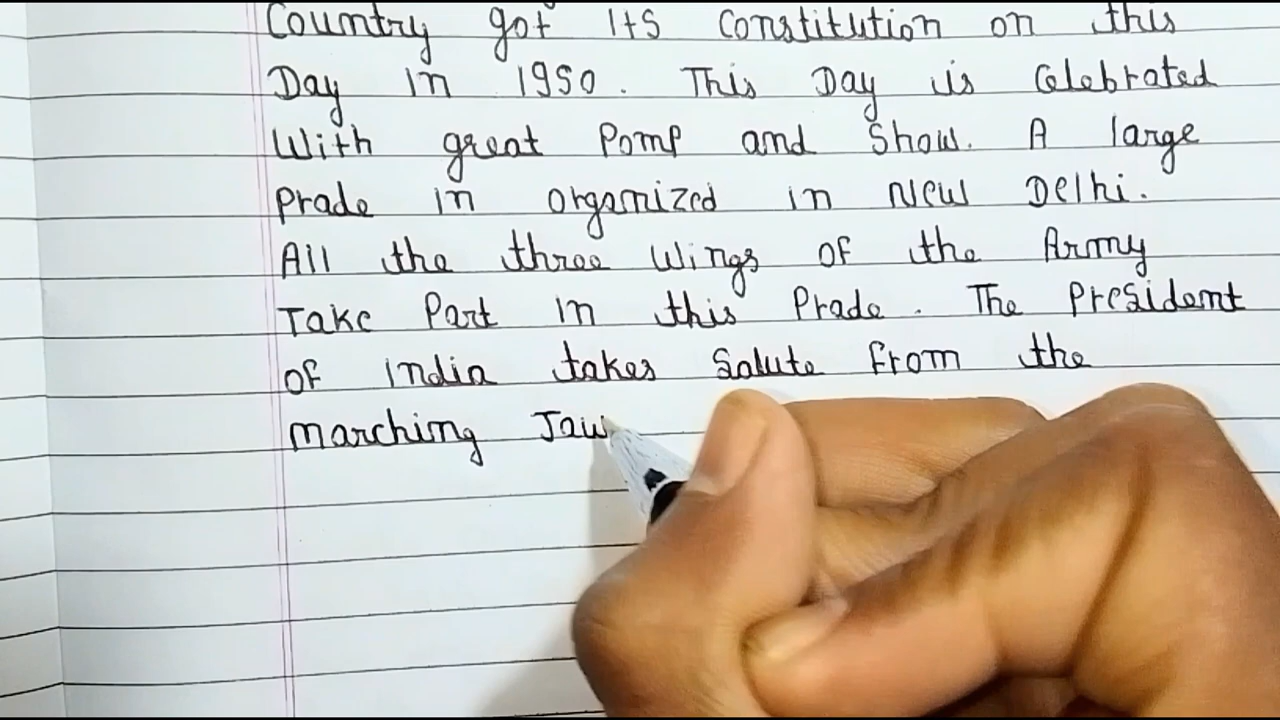 Country got Its Constitution on this
Day in 1950. This Day is Celebrated
With great Pomp and Show. A large
Prade in organized in New Delhi.
All the three Wings of the Army
Take Part in this Prade. The President
of india takes Salute from the
marching Jaw